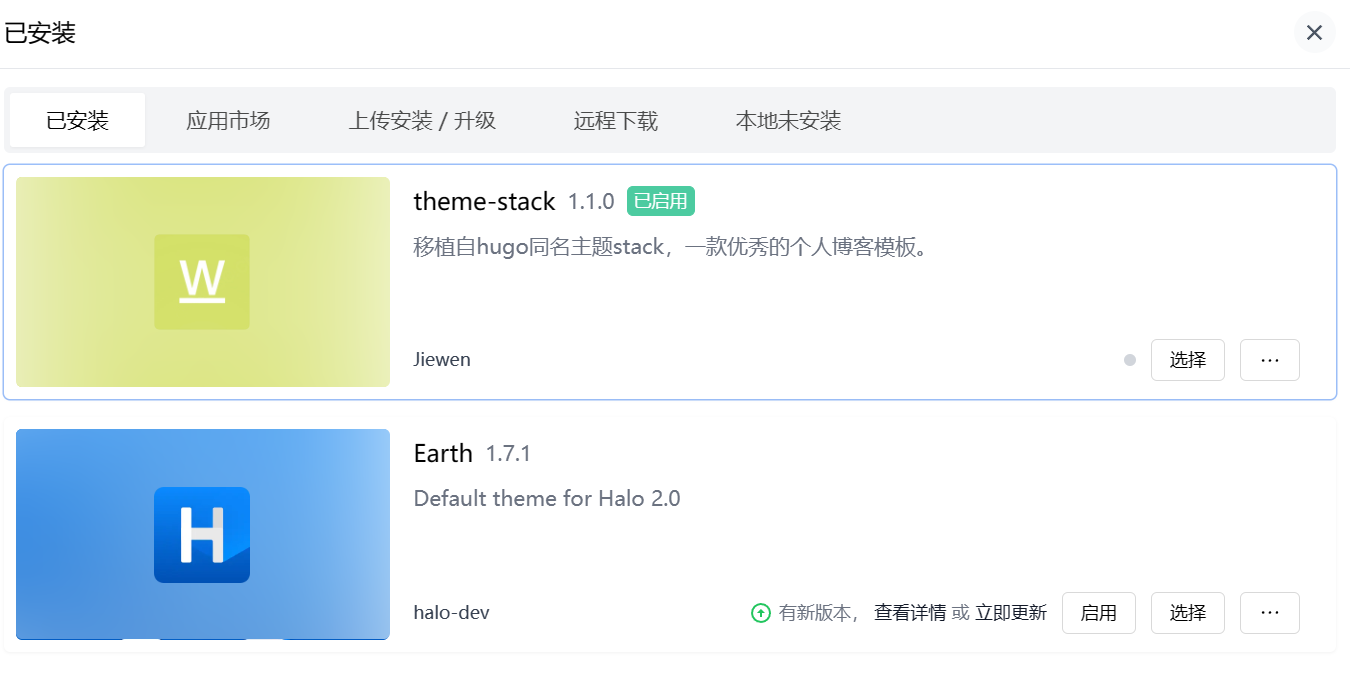 已安装
已安装 应用市场 上传安装 / 升级 远程下载 本地未安装
W
theme-stack 1.1.0 已启用
移植自hugo同名主题stack，一款优秀的个人博客模板。
Jiewen 选择 ···
H
Earth 1.7.1
Default theme for Halo 2.0
halo-dev 有新版本， 查看详情 或 立即更新 启用 选择 ···